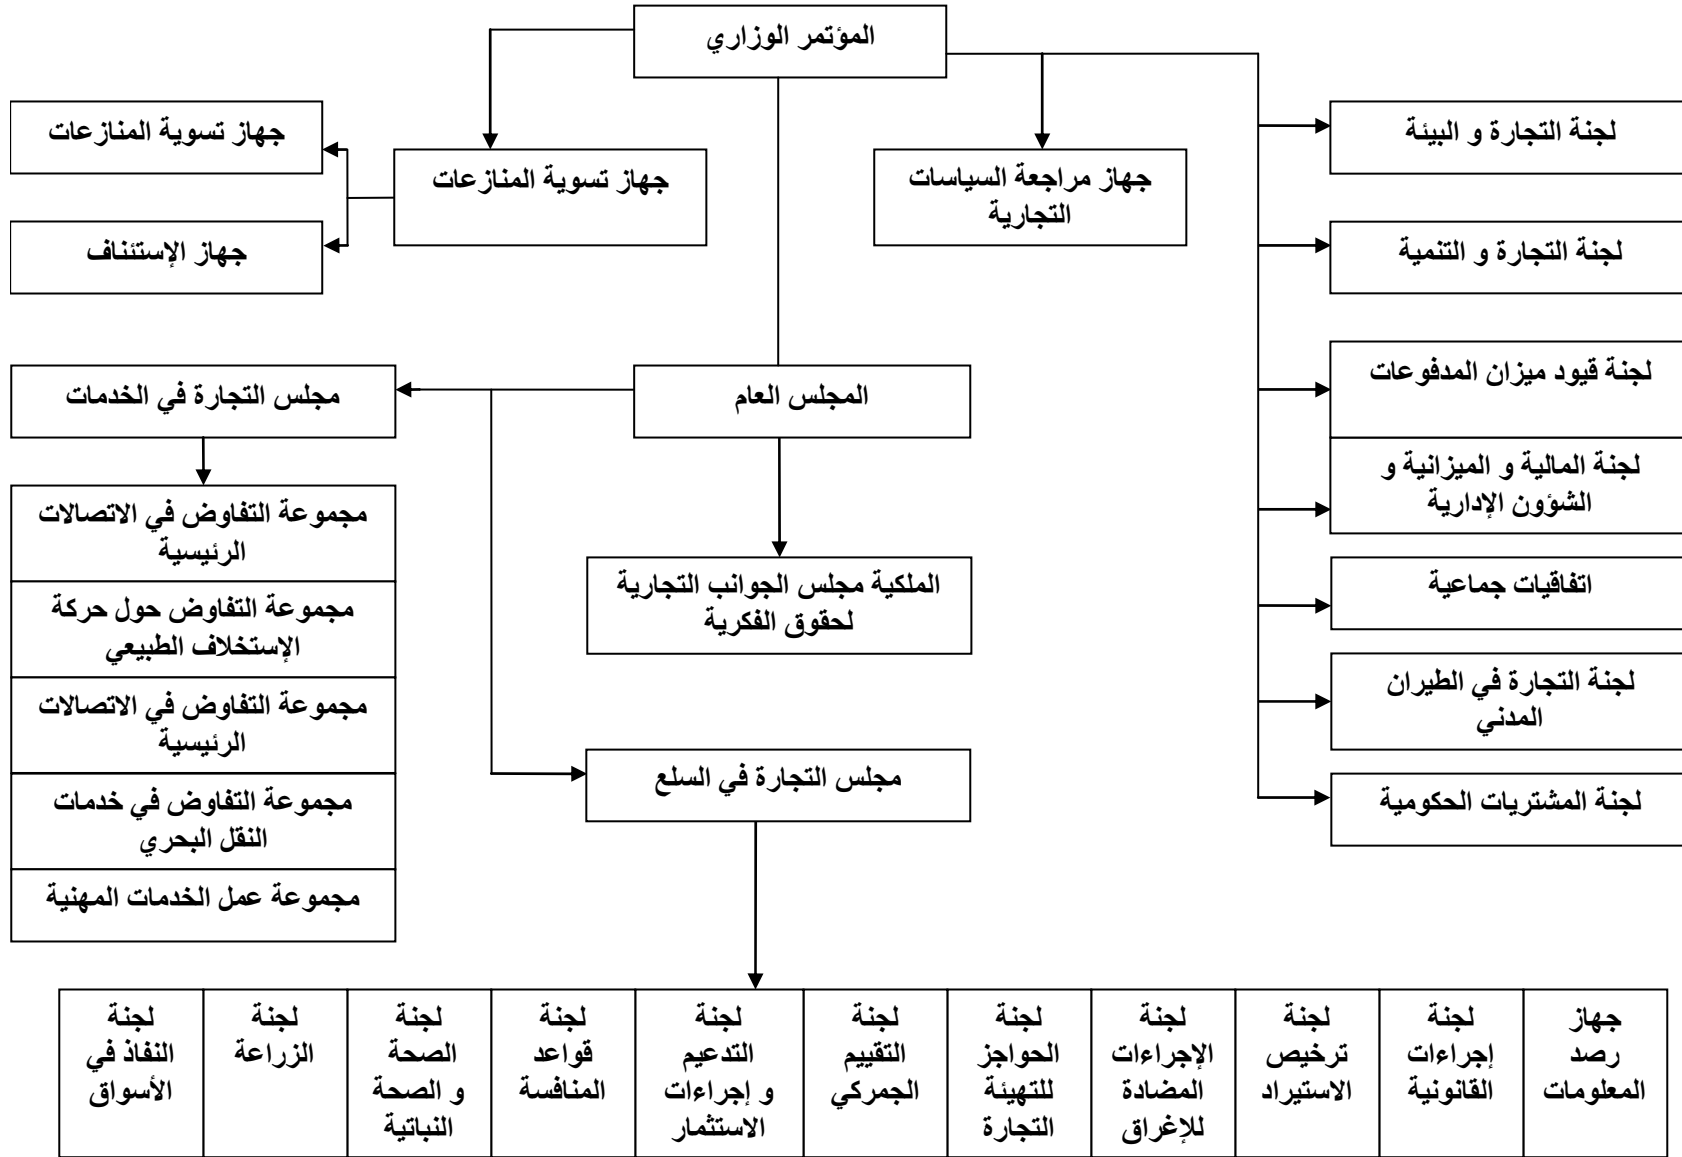 المؤتمر الوزاري
لجنة التجارة و البيئة
جهاز تسوية المنازعات
جهاز مراجعة السياسات
التجارية
جهاز تسوية المنازعات
لجنة التجارة و التنمية
جهاز الإستئناف
لجنة قيود ميزان المدفوعات
المجلس العام
مجلس التجارة في الخدمات
لجنة المالية و الميزانية و
الشؤون الإدارية
مجموعة التفاوض في الاتصالات
الرئيسية
اتفاقيات جماعية
الملكية مجلس الجوانب التجارية
لحقوق الفكرية
مجموعة التفاوض حول حركة
الإستخلاف الطبيعي
لجنة التجارة في الطيران
المدني
مجموعة التفاوض في الاتصالات
الرئيسية
لجنة المشتريات الحكومية
مجلس التجارة في السلع
مجموعة التفاوض في خدمات
النقل البحري
مجموعة عمل الخدمات المهنية
جهاز
رصد
المعلومات
لجنة
إجراءات
القانونية
لجنة
ترخيص
الاستيراد
لجنة
الإجراءات
المضادة
للإغراق
لجنة
الحواجز
للتهيئة
التجارة
لجنة
التقييم
الجمركي
لجنة
التدعيم
و إجراءات
الاستثمار
لجنة
قواعد
المنافسة
لجنة
الصحة
و الصحة
النباتية
لجنة
الزراعة
لجنة
النفاذ في
الأسواق